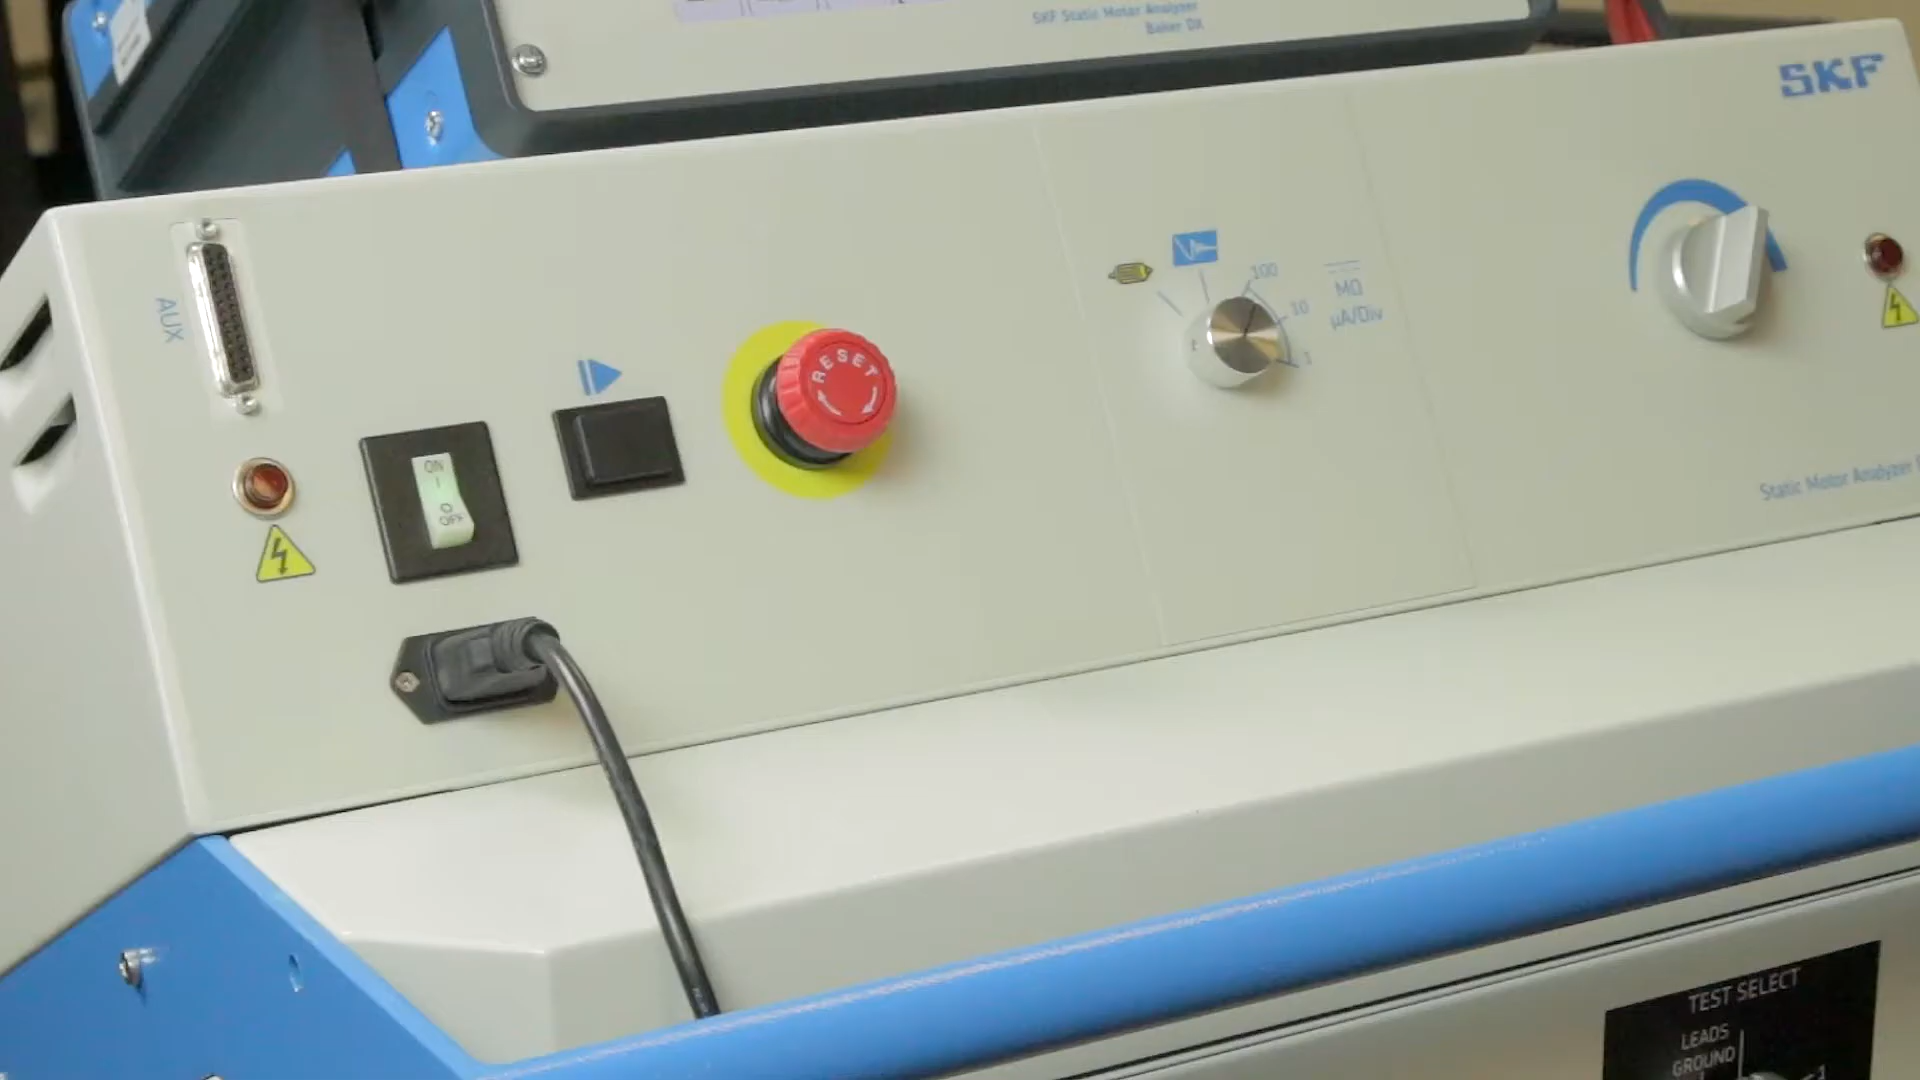 SKF Static Motor Analyzer
Baker DX
SKF
AUX
RESET
ON
I
O
OFF
100
10
1
MΩ
µA/Div
Static Motor Analyzer
TEST SELECT
LEADS
GROUND
1